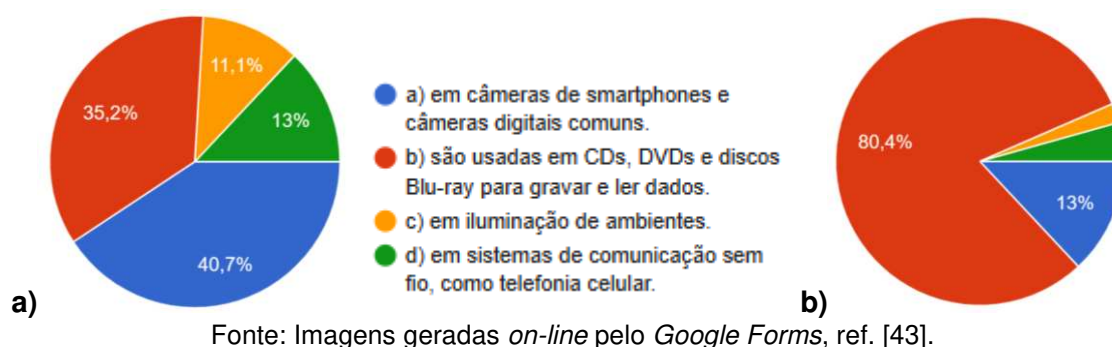 11,1%
35,2%
13%
40,7%
a) em câmeras de smartphones e
câmeras digitais comuns.
b) são usadas em CDs, DVDs e discos
Blu-ray para gravar e ler dados.
c) em iluminação de ambientes.
d) em sistemas de comunicação sem
fio, como telefonia celular.
80,4%
13%
a)
b)
Fonte: Imagens geradas on-line pelo Google Forms, ref. [43].